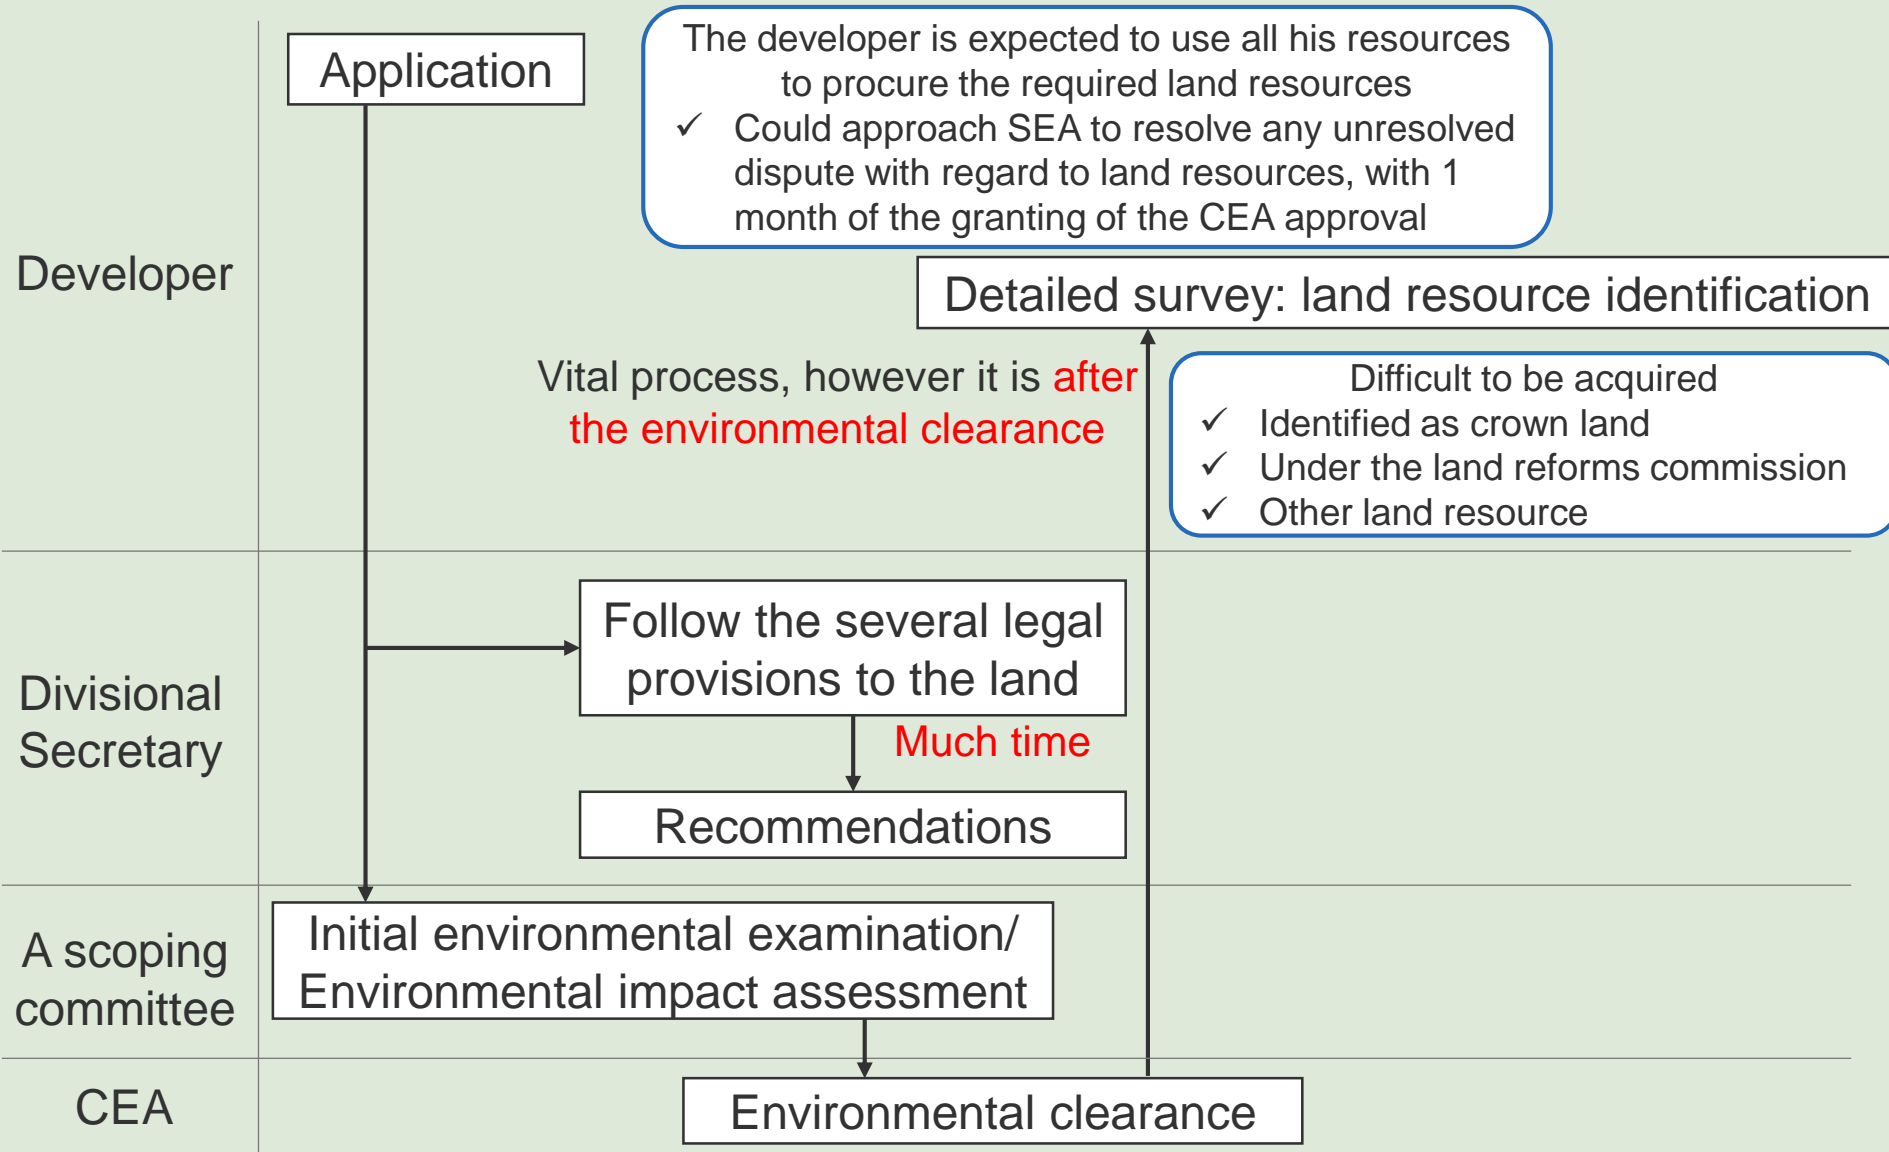 Developer
Application
The developer is expected to use all his resources
to procure the required land resources
✓ Could approach SEA to resolve any unresolved
dispute with regard to land resources, with 1
month of the granting of the CEA approval
Detailed survey: land resource identification
Vital process, however it is after
the environmental clearance
Difficult to be acquired
✓ Identified as crown land
✓ Under the land reforms commission
✓ Other land resource
Divisional
Secretary
Follow the several legal
provisions to the land
Much time
Recommendations
A scoping
committee
Initial environmental examination/
Environmental impact assessment
CEA
Environmental clearance